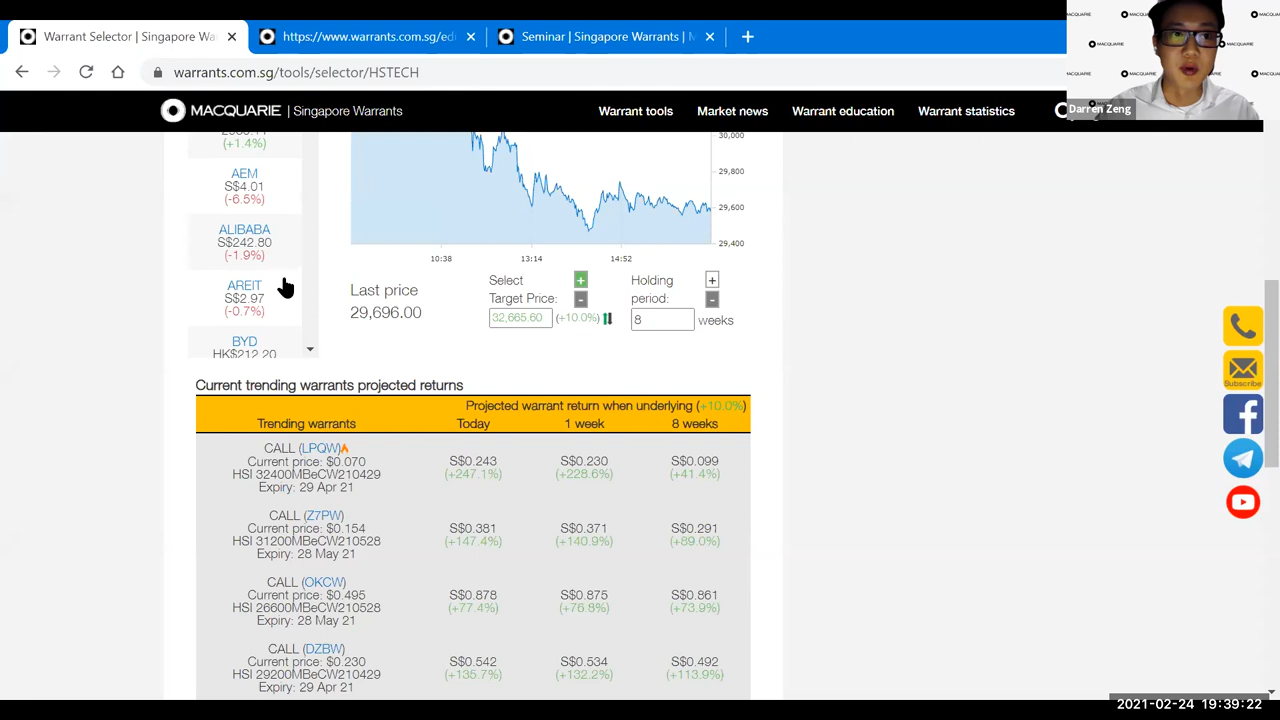 Warrant Selector | Singapore Wa
https://www.warrants.com.sg/edu
Seminar | Singapore Warrants | M
warrants.com.sg/tools/selector/HSTECH
MACQUARIE
MACQUARIE
MACQUARIE
Darren Zeng
MACQUARIE | Singapore Warrants
Warrant tools
Market news
Warrant education
Warrant statistics
(+1.4%)
AEM
S$4.01
(-6.5%)
ALIBABA
S$242.80
(-1.9%)
AREIT
S$2.97
(-0.7%)
BYD
HK$212.20
30,000
29,800
29,600
29,400
10:38
13:14
14:52
Last price
29,696.00
Select
Target Price:
+
-
32,665.60 (+10.0%)
Holding
period:
+
-
8 weeks
Current trending warrants projected returns
Projected warrant return when underlying (+10.0%)
Trending warrants Today 1 week 8 weeks
CALL (LPQW)
Current price: $0.070 S$0.243 S$0.230 S$0.099
HSI 32400MBeCW210429 (+247.1%) (+228.6%) (+41.4%)
Expiry: 29 Apr 21
CALL (Z7PW)
Current price: $0.154 S$0.381 S$0.371 S$0.291
HSI 31200MBeCW210528 (+147.4%) (+140.9%) (+89.0%)
Expiry: 28 May 21
CALL (OKCW)
Current price: $0.495 S$0.878 S$0.875 S$0.861
HSI 26600MBeCW210528 (+77.4%) (+76.8%) (+73.9%)
Expiry: 28 May 21
CALL (DZBW)
Current price: $0.230 S$0.542 S$0.534 S$0.492
HSI 29200MBeCW210429 (+135.7%) (+132.2%) (+113.9%)
Expiry: 29 Apr 21
Subscribe
2021-02-24 19:39:22